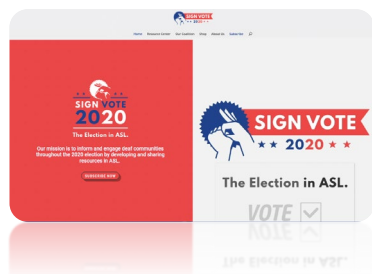 SIGN VOTE
2020
Home Resource Center Our Coalition Shop About Us Subscribe
SIGN VOTE
2020
The Election in ASL.
Our mission is to inform and engage deaf communities
throughout the 2020 election by developing and sharing
resources in ASL.
SUBSCRIBE NOW
SIGN VOTE
2020
The Election in ASL.
VOTE